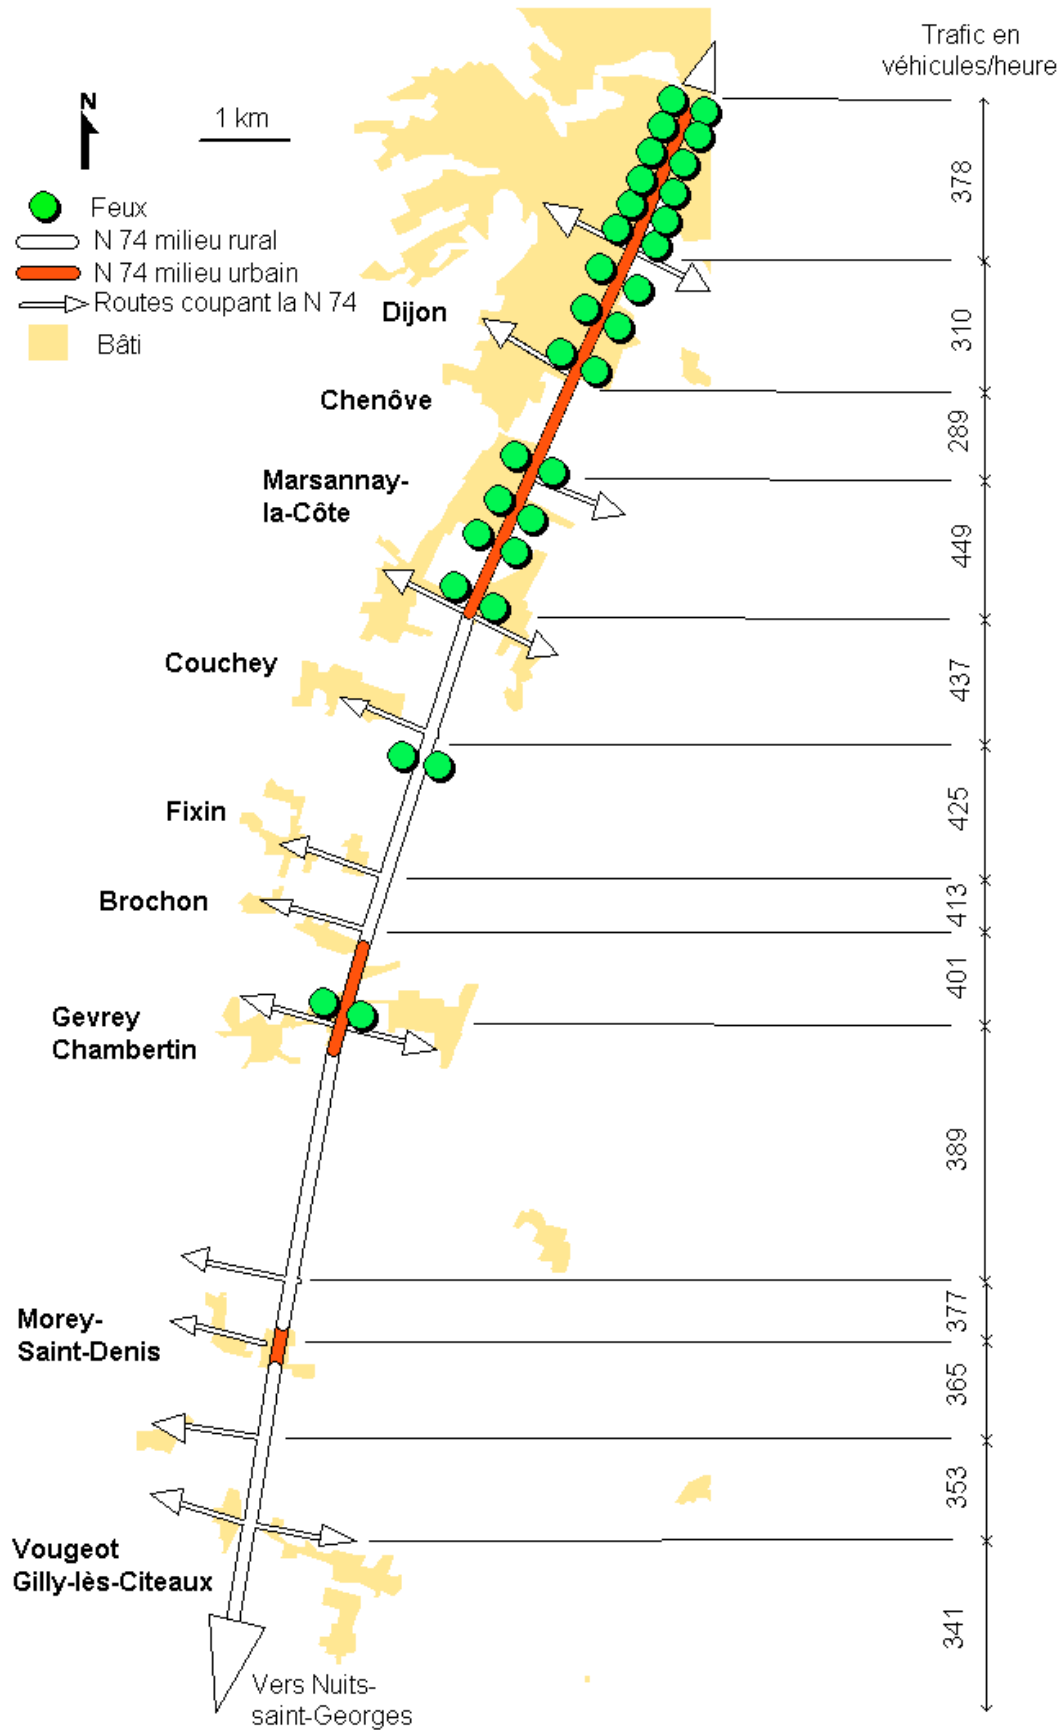 Trafic en
véhicules/heure
N
1 km
Feux
N 74 milieu rural
N 74 milieu urbain
Routes coupant la N 74
Bâti
Dijon
Chenôve
Marsannay-
la-Côte
Couchey
Fixin
Brochon
Gevrey
Chambertin
Morey-
Saint-Denis
Vougeot
Gilly-lès-Citeaux
Vers Nuits-
saint-Georges
378
310
289
449
437
425
413
401
389
377
365
353
341